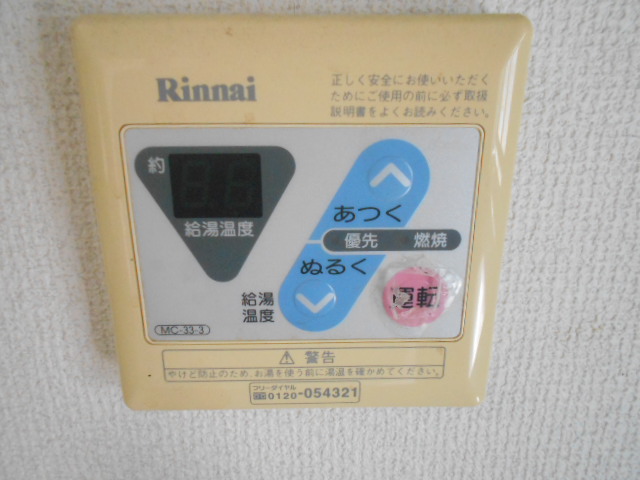 Rinnai
正しく安全にお使いいただく
ためにご使用の前に必ず取扱
説明書をよくお読みください。
約
給湯温度
あつく
優先 燃焼
ぬるく
給湯
温度
転
MC-33-3
⚠ 警告
やけど防止のため、お湯を使う前に湯温を確かめてください。
フリーダイヤル
0120-054321